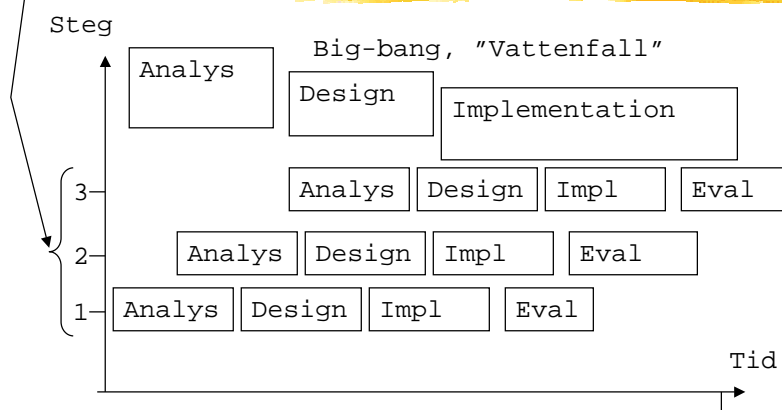 Steg
Big-bang, ”Vattenfall”
Analys
Design
Implementation
3 Analys Design Impl Eval
2 Analys Design Impl Eval
1 Analys Design Impl Eval
Tid